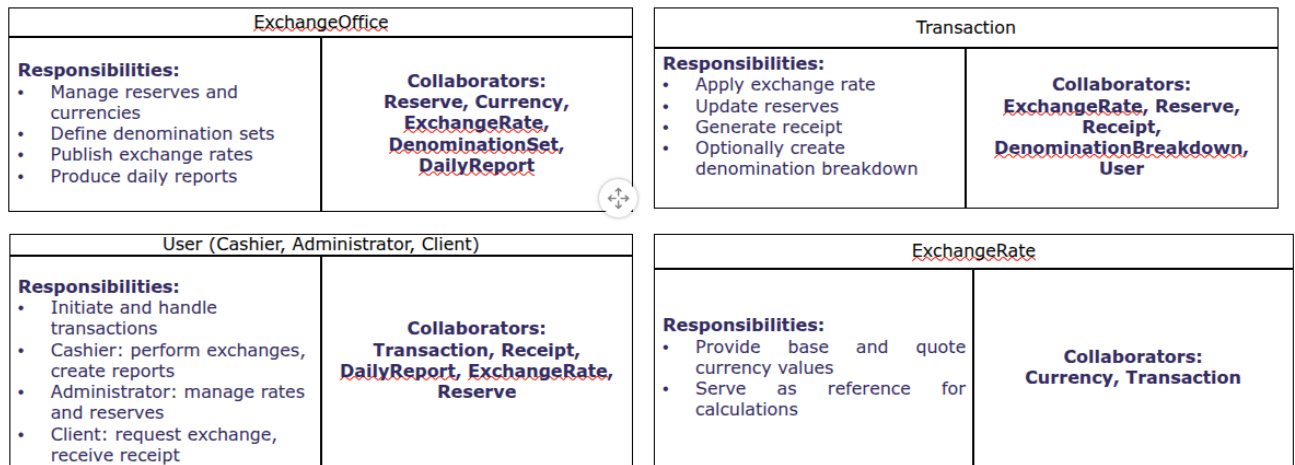 ExchangeOffice
Responsibilities:
• Manage reserves and
currencies
• Define denomination sets
• Publish exchange rates
• Produce daily reports
Collaborators:
Reserve, Currency,
ExchangeRate,
DenominationSet,
DailyReport
Transaction
Responsibilities:
• Apply exchange rate
• Update reserves
• Generate receipt
• Optionally create
denomination breakdown
Collaborators:
ExchangeRate, Reserve,
Receipt,
DenominationBreakdown,
User
User (Cashier, Administrator, Client)
Responsibilities:
• Initiate and handle
transactions
• Cashier: perform exchanges,
create reports
• Administrator: manage rates
and reserves
• Client: request exchange,
receive receipt
Collaborators:
Transaction, Receipt,
DailyReport, ExchangeRate,
Reserve
ExchangeRate
Responsibilities:
• Provide base and quote
currency values
• Serve as reference for
calculations
Collaborators:
Currency, Transaction